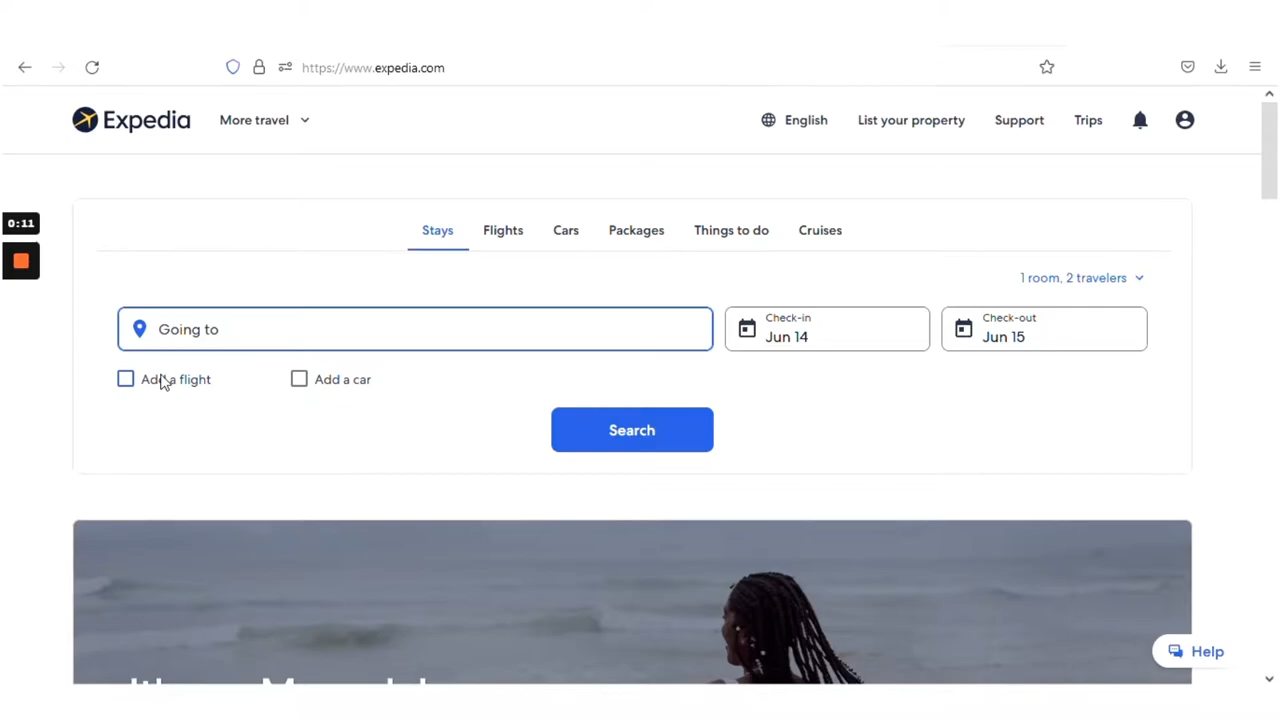 https://www.expedia.com
Expedia
More travel
English
List your property
Support
Trips
0:11
Stays
Flights
Cars
Packages
Things to do
Cruises
1 room, 2 travelers
Going to
Check-in
Jun 14
Check-out
Jun 15
Add a flight
Add a car
Search
Help